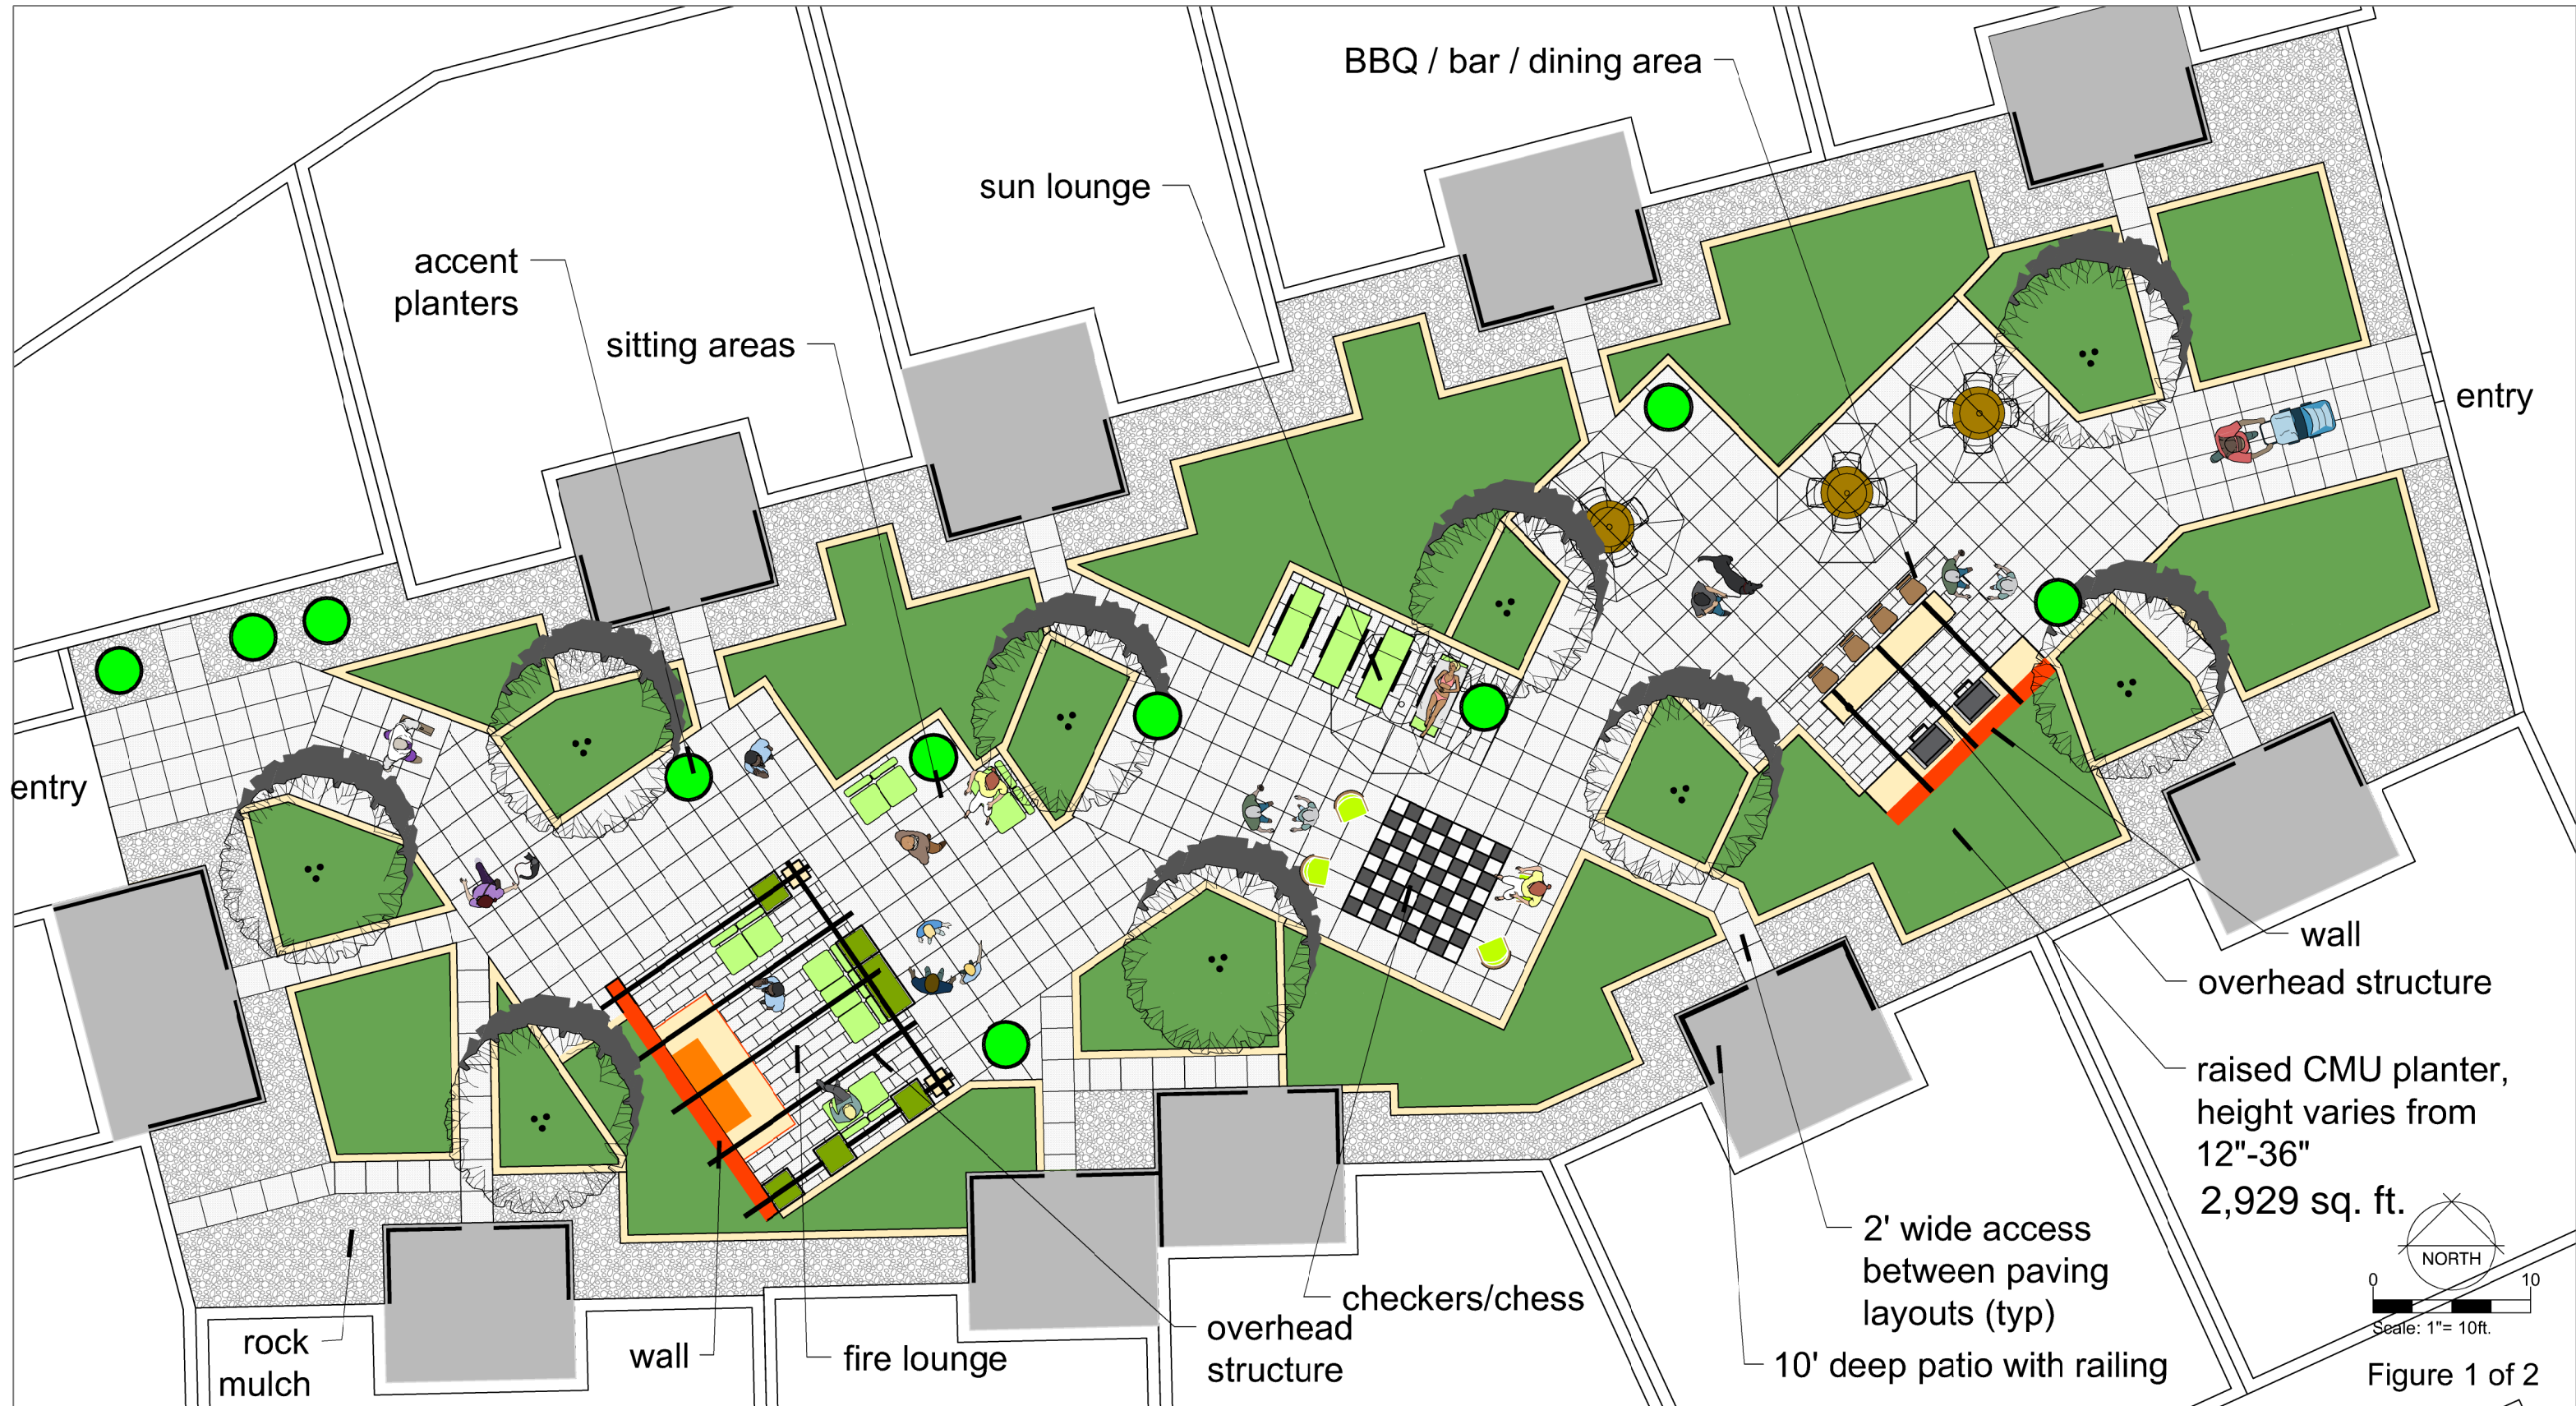 BBQ / bar / dining area
sun lounge
accent
planters
sitting areas
entry
entry
wall
overhead structure
raised CMU planter,
height varies from
12"-36"
2,929 sq. ft.
NORTH
0 10
Scale: 1"= 10ft.
Figure 1 of 2
2' wide access
between paving
layouts (typ)
10' deep patio with railing
checkers/chess
overhead
structure
fire lounge
wall
rock
mulch